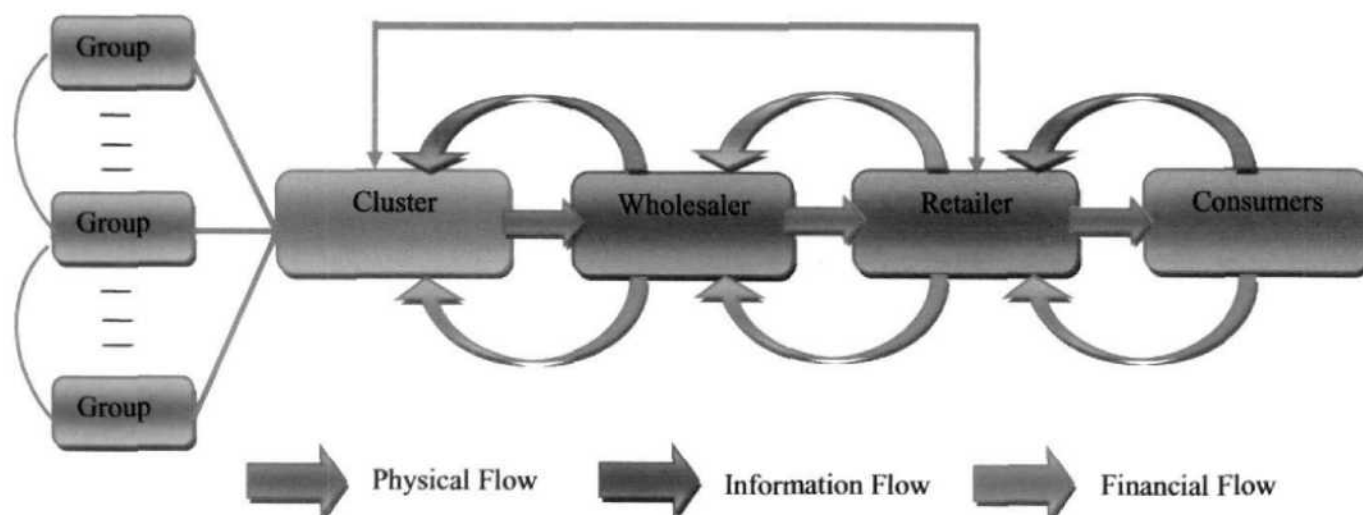 Group
Group
Group
Cluster
Wholesaler
Retailer
Consumers
Physical Flow
Information Flow
Financial Flow